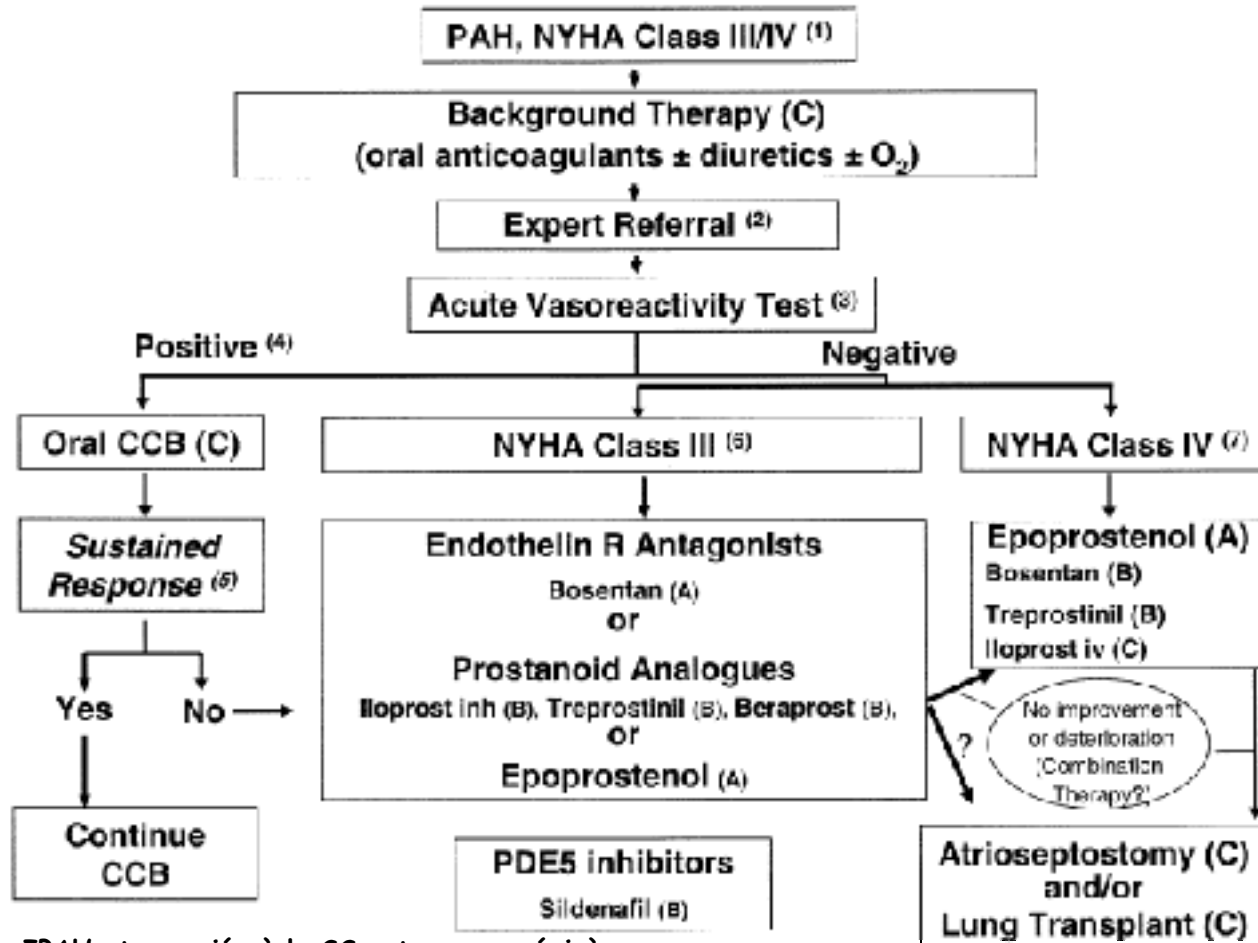 PAH, NYHA Class III/IV (1)
Background Therapy (C)
(oral anticoagulants ± diuretics ± O2)
Expert Referral (2)
Acute Vasoreactivity Test (3)
Positive (4)
Negative
Oral CCB (C)
NYHA Class III (6)
NYHA Class IV (7)
Sustained
Response (5)
Yes
No
Continue
CCB
Endothelin R Antagonists
Bosentan (A)
or
Prostanoid Analogues
Iloprost inh (B), Treprostinil (B), Beraprost (B),
or
Epoprostenol (A)
PDE5 inhibitors
Sildenafil (B)
Epoprostenol (A)
Bosentan (B)
Treprostinil (B)
Iloprost iv (C)
?
No improvement
or deterioration
(Combination
Therapy?)
Atrioseptostomy (C)
and/or
Lung Transplant (C)